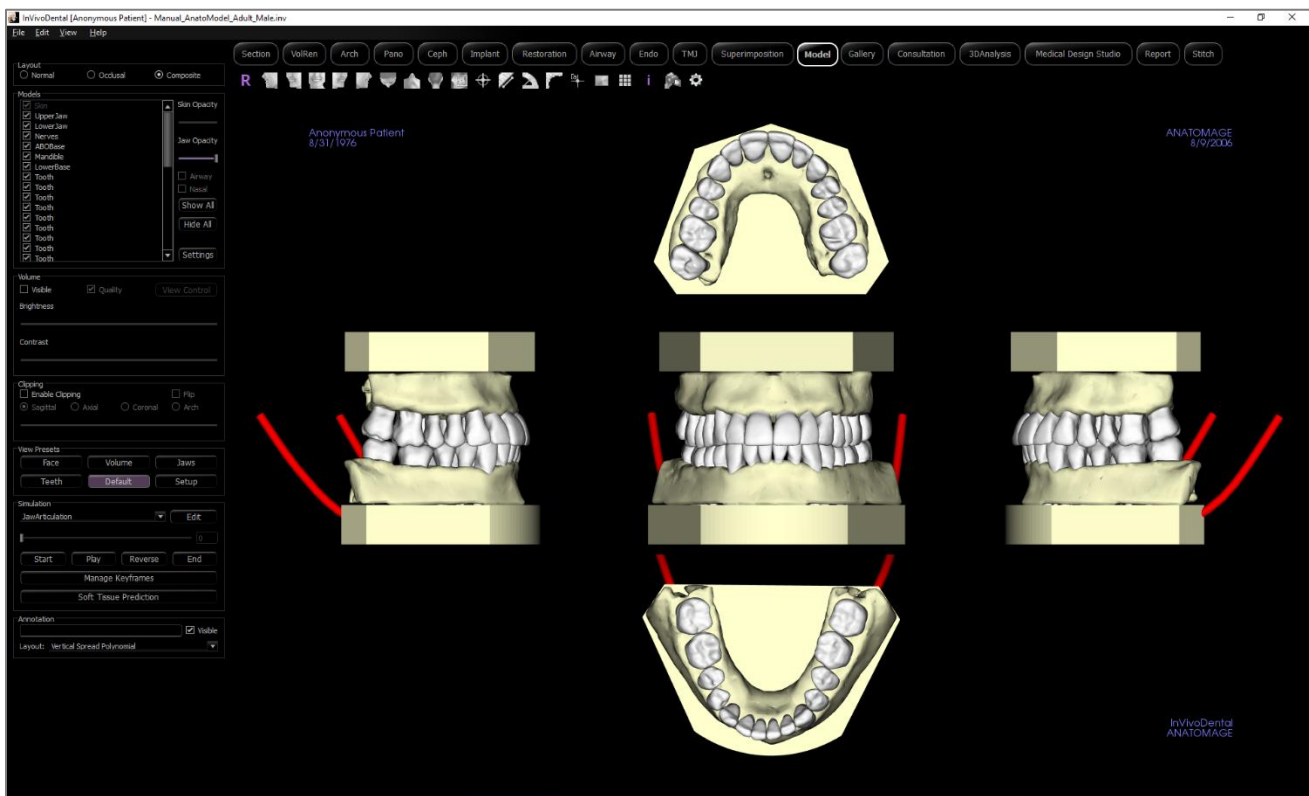 InVivoDental [Anonymous Patient] - Manual_AnatoModel_Adult_Male.inv
File Edit View Help
Section VolRen Arch Pano Ceph Implant Restoration Airway Endo TMJ Superimposition Model Gallery Consultation 3DAnalysis Medical Design Studio Report Stitch
Layout
Normal Occlusal Composite
R i
Models
Skin
UpperJaw
LowerJaw
Nerves
ABOBase
Mandible
LowerBase
Tooth
Tooth
Tooth
Tooth
Tooth
Tooth
Tooth
Tooth
Tooth
Skin Opacity
Jaw Opacity
Airway
Nasal
Show All
Hide All
Settings
Anonymous Patient
8/31/1976
ANATOMAGE
8/9/2006
Volume
Visible Quality View Control
Brightness
Contrast
Clipping
Enable Clipping Flip
Sagittal Axial Coronal Arch
View Presets
Face Volume Jaws
Teeth Default Setup
Simulation
JawArticulation Edit
0
Start Play Reverse End
Manage Keyframes
Soft Tissue Prediction
Annotation
Visible
Layout: Vertical Spread Polynomial
InVivoDental
ANATOMAGE